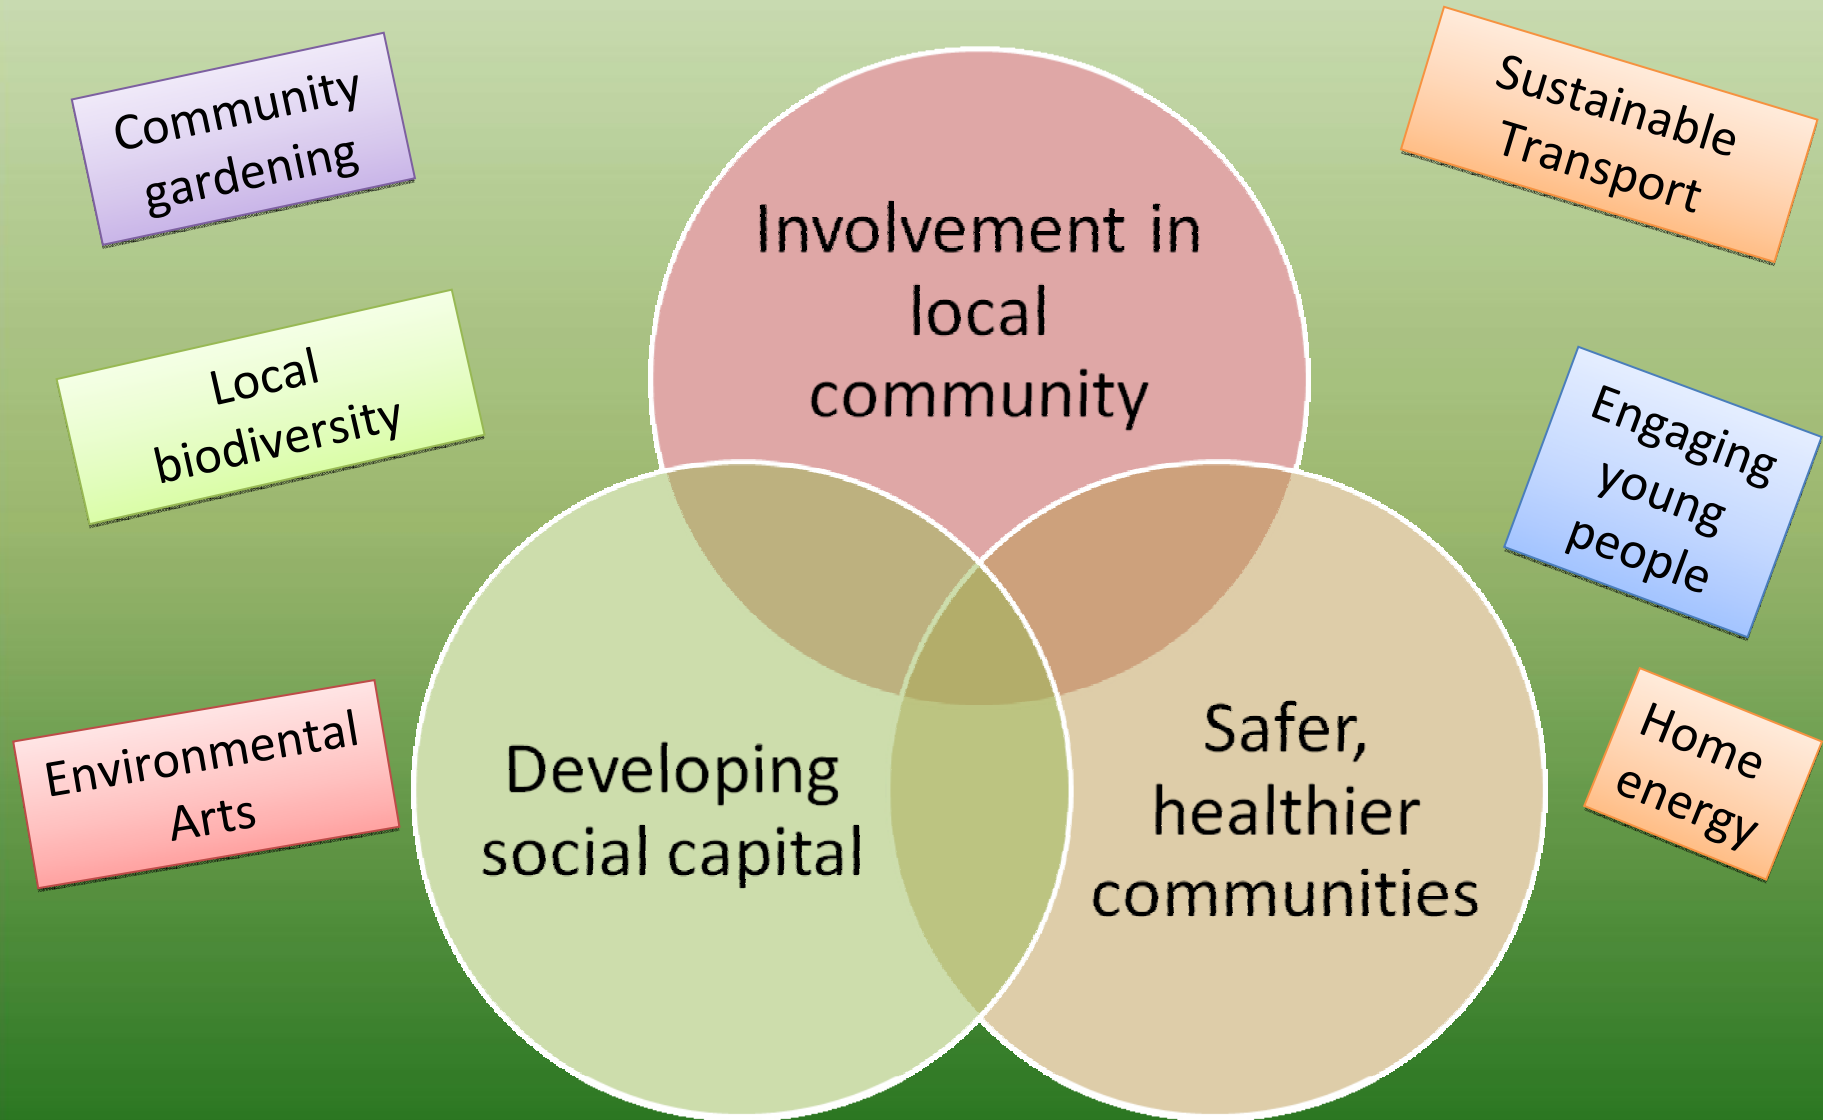 Community
gardening
Sustainable
Transport
Involvement in
local
community
Local
biodiversity
Engaging
young
people
Environmental
Arts
Developing
social capital
Safer,
healthier
communities
Home
energy